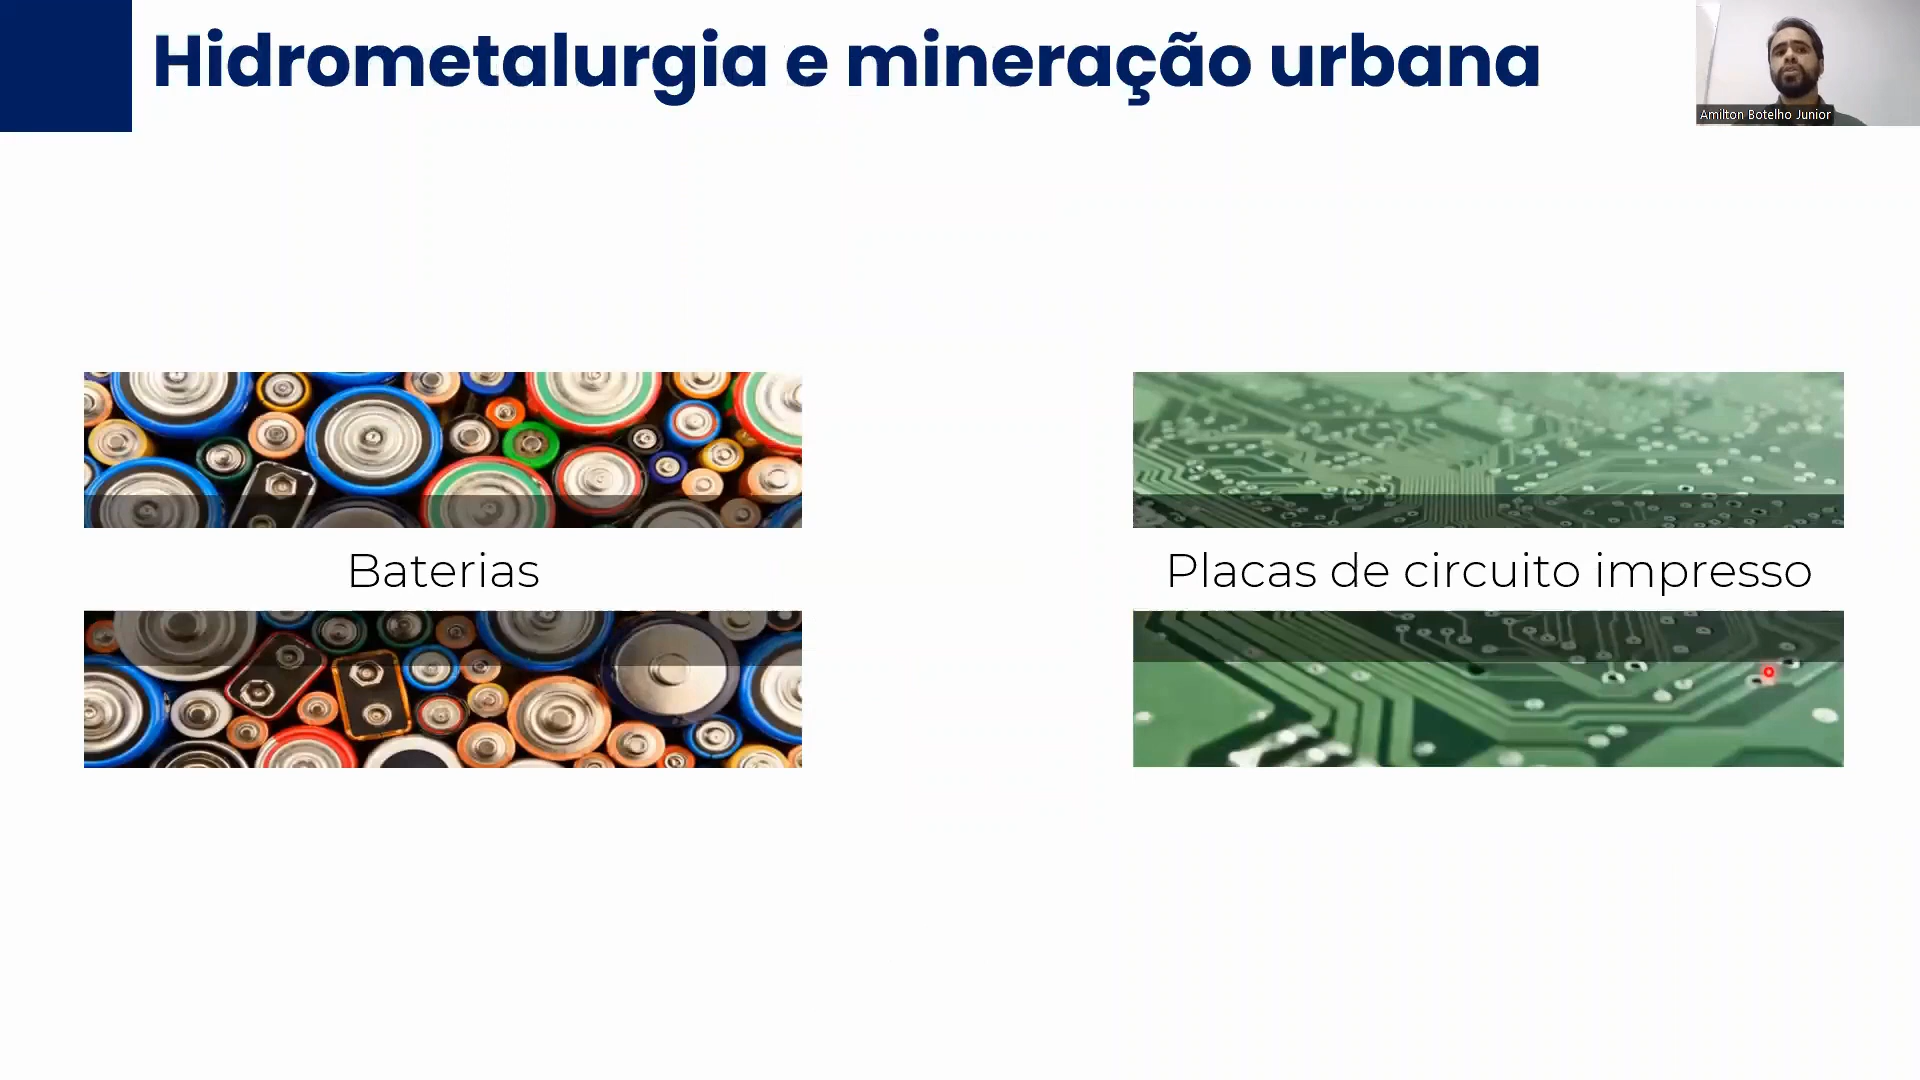 Hidrometalurgia e mineração urbana
Amilton Botelho Junior
Baterias
Placas de circuito impresso